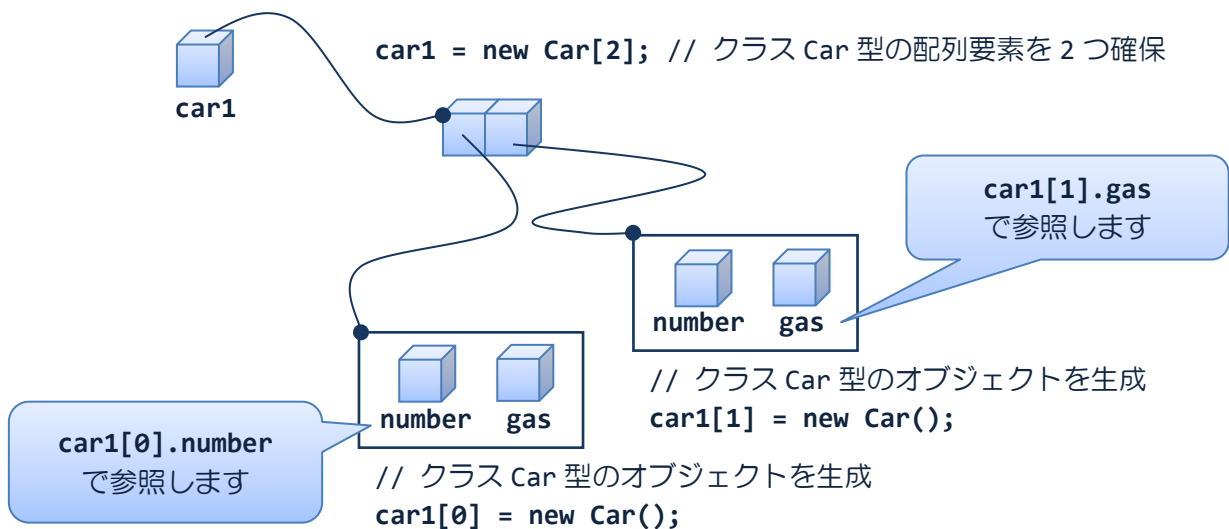 car1 = new Car[2]; // クラス Car 型の配列要素を 2 つ確保
car1
car1[1].gas
で参照します
number gas
// クラス Car 型のオブジェクトを生成
car1[1] = new Car();
number gas
car1[0].number
で参照します
// クラス Car 型のオブジェクトを生成
car1[0] = new Car();